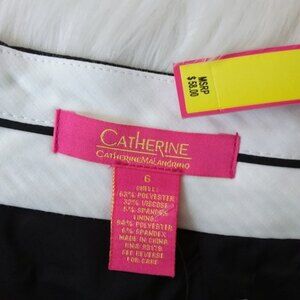 MSRP
$ 58.00
CATHERINE
CATHERINE MALANDRINO
6
SHELL:
63% POLYESTER
32% VISCOSE
5% SPANDEX
LINING:
94% POLYESTER
6% SPANDEX
MADE IN CHINA
SEE REVERSE
FOR CARE